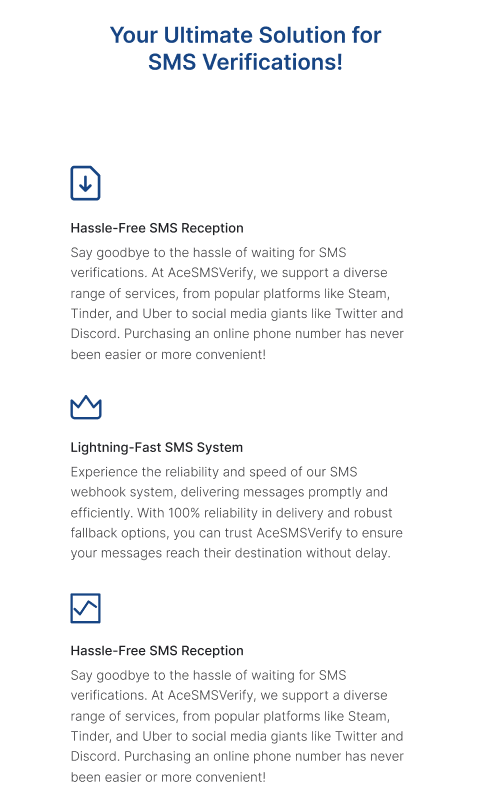 Your Ultimate Solution for
SMS Verifications!
Hassle-Free SMS Reception
Say goodbye to the hassle of waiting for SMS
verifications. At AceSMSVerify, we support a diverse
range of services, from popular platforms like Steam,
Tinder, and Uber to social media giants like Twitter and
Discord. Purchasing an online phone number has never
been easier or more convenient!
Lightning-Fast SMS System
Experience the reliability and speed of our SMS
webhook system, delivering messages promptly and
efficiently. With 100% reliability in delivery and robust
fallback options, you can trust AceSMSVerify to ensure
your messages reach their destination without delay.
Hassle-Free SMS Reception
Say goodbye to the hassle of waiting for SMS
verifications. At AceSMSVerify, we support a diverse
range of services, from popular platforms like Steam,
Tinder, and Uber to social media giants like Twitter and
Discord. Purchasing an online phone number has never
been easier or more convenient!